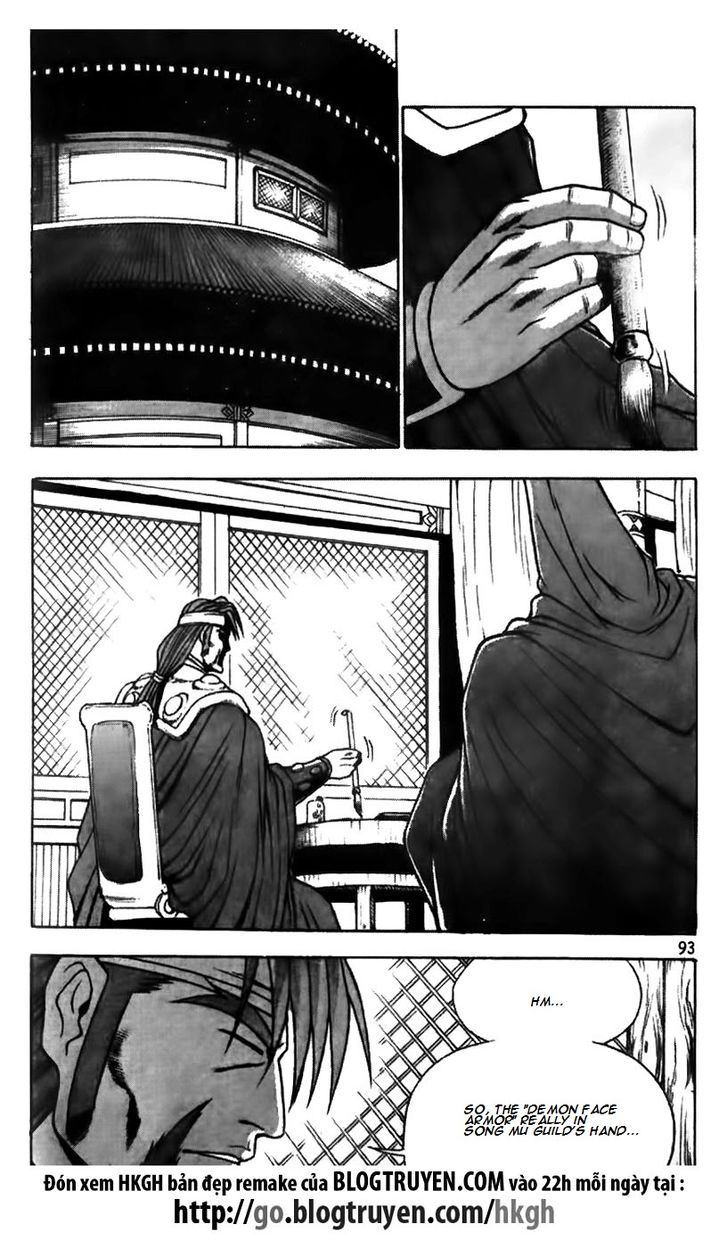 93
HM...
SO, THE "DEMON FACE
ARMOR" REALLY IN
SONG MU GUILD'S HAND...
Đón xem HKGH bản đẹp remake của BLOGTRUYEN.COM vào 22h mỗi ngày tại :
http://go.blogtruyen.com/hkgh